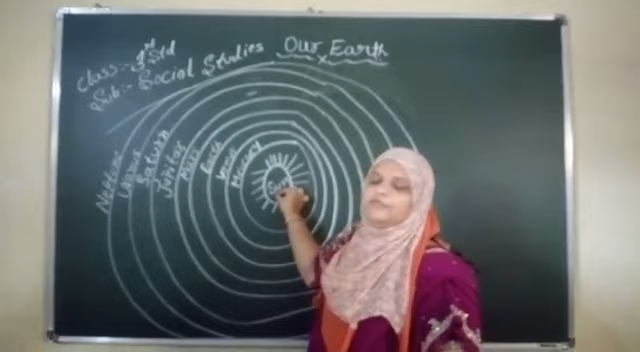 Class:- 3rd Std
Sub:- Social Studies
Our Earth
Neptune
Uranus
Saturn
Jupiter
Mars
Earth
Venus
Mercury
Sun